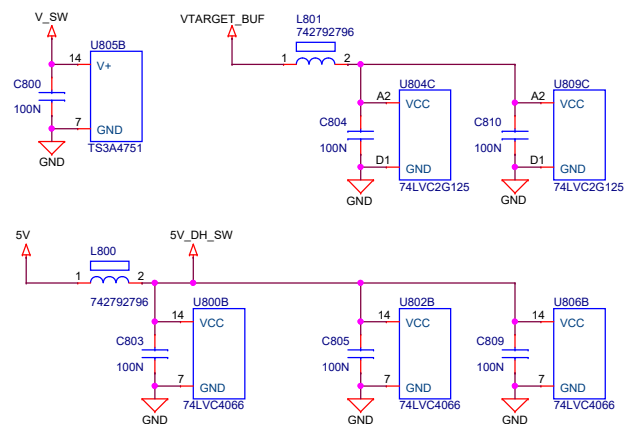 V_SW
U805B
14
V+
C800
100N
7
GND
GND
TS3A4751
VTARGET_BUF
L801
742792796
1
2
U804C
A2
VCC
C804
100N
D1
GND
GND
74LVC2G125
U809C
A2
VCC
C810
100N
D1
GND
GND
74LVC2G125
5V
L800
1
2
742792796
5V_DH_SW
U800B
14
VCC
C803
100N
7
GND
GND
74LVC4066
U802B
14
VCC
C805
100N
7
GND
GND
74LVC4066
U806B
14
VCC
C809
100N
7
GND
GND
74LVC4066